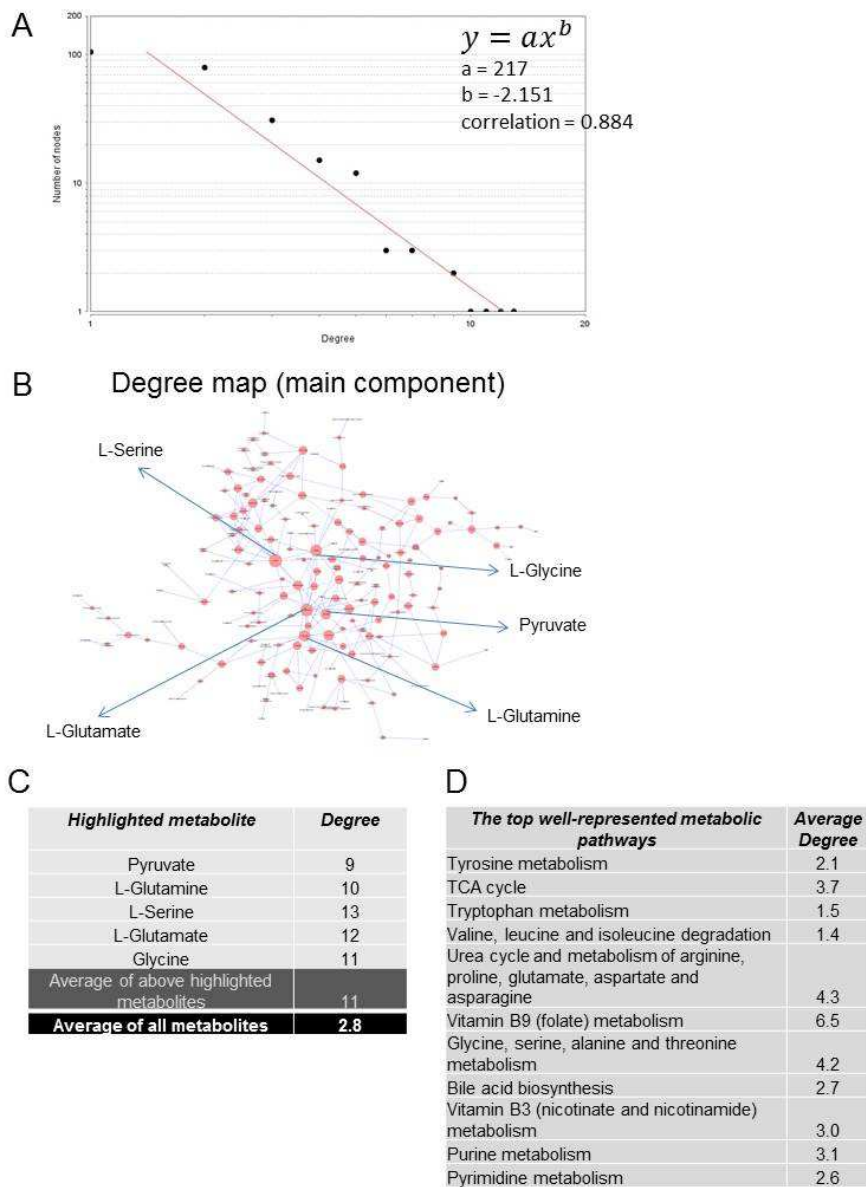 A
200
100
10
1
Number of nodes
1
10
20
Degree
y = ax^b
a = 217
b = -2.151
correlation = 0.884
B
Degree map (main component)
L-Serine
L-Glycine
Pyruvate
L-Glutamine
L-Glutamate
C
Highlighted metabolite Degree
Pyruvate 9
L-Glutamine 10
L-Serine 13
L-Glutamate 12
Glycine 11
Average of above highlighted
metabolites 11
Average of all metabolites 2.8
D
The top well-represented metabolic Average
pathways Degree
Tyrosine metabolism 2.1
TCA cycle 3.7
Tryptophan metabolism 1.5
Valine, leucine and isoleucine degradation 1.4
Urea cycle and metabolism of arginine,
proline, glutamate, aspartate and
asparagine 4.3
Vitamin B9 (folate) metabolism 6.5
Glycine, serine, alanine and threonine
metabolism 4.2
Bile acid biosynthesis 2.7
Vitamin B3 (nicotinate and nicotinamide)
metabolism 3.0
Purine metabolism 3.1
Pyrimidine metabolism 2.6